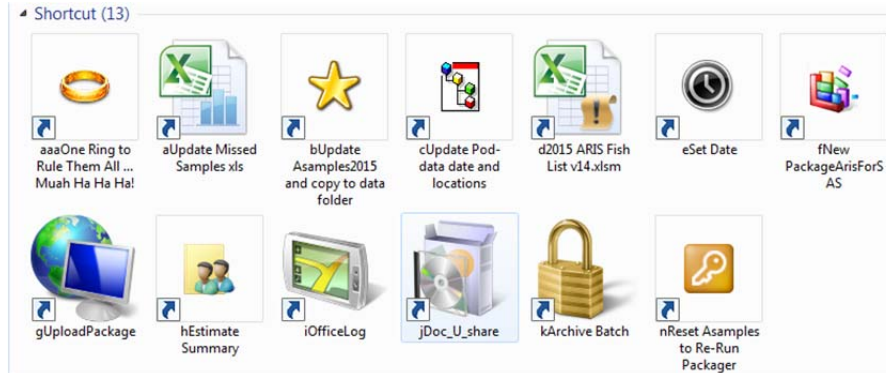 Shortcut (13)
aaaOne Ring to
Rule Them All ...
Muah Ha Ha Ha!
aUpdate Missed
Samples xls
bUpdate
Asamples2015
and copy to data
folder
cUpdate Pod-
data date and
locations
d2015 ARIS Fish
List v14.xlsm
eSet Date
fNew
PackageArisForS
AS
gUploadPackage
hEstimate
Summary
iOfficeLog
jDoc_U_share
kArchive Batch
nReset Asamples
to Re-Run
Packager